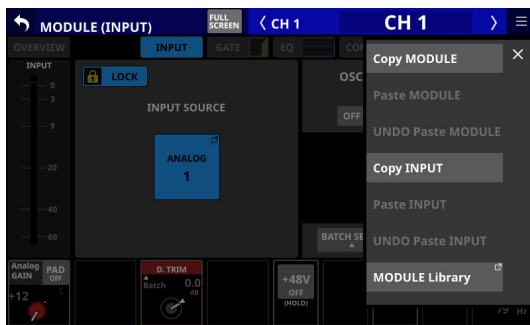 MODULE (INPUT)
FULL
SCREEN
CH 1
CH 1
OVERVIEW
INPUT
GATE
EQ
INPUT
0
3
9
20
40
60
LOCK
INPUT SOURCE
ANALOG
1
OSC
OFF
BATCH SE
Copy MODULE
Paste MODULE
UNDO Paste MODULE
Copy INPUT
Paste INPUT
UNDO Paste INPUT
MODULE Library
Analog
GAIN
PAD
OFF
+12
L
D. TRIM
Batch
0.0
dB
+48V
OFF
(HOLD)
79 Hz